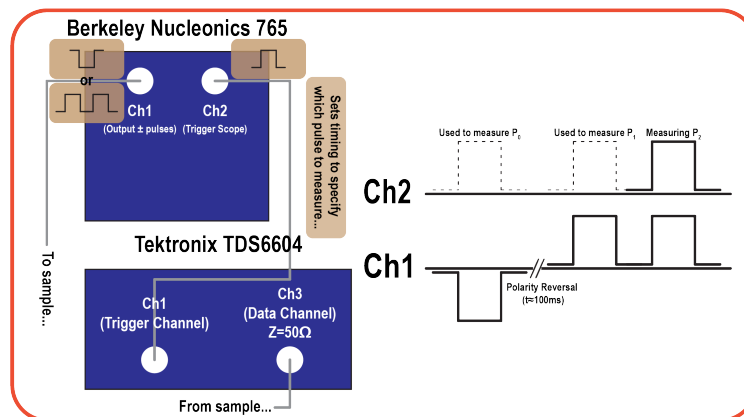 Berkeley Nucleonics 765
or
Ch1
(Output ± pulses)
Ch2
(Trigger Scope)
Sets timing to specify
which pulse to measure...
To sample...
Tektronix TDS6604
Ch1
(Trigger Channel)
Ch3
(Data Channel)
Z=50Ω
From sample...
Used to measure P₀
Used to measure P₁
Measuring P₂
Ch2
Ch1
Polarity Reversal
(t≈100ms)